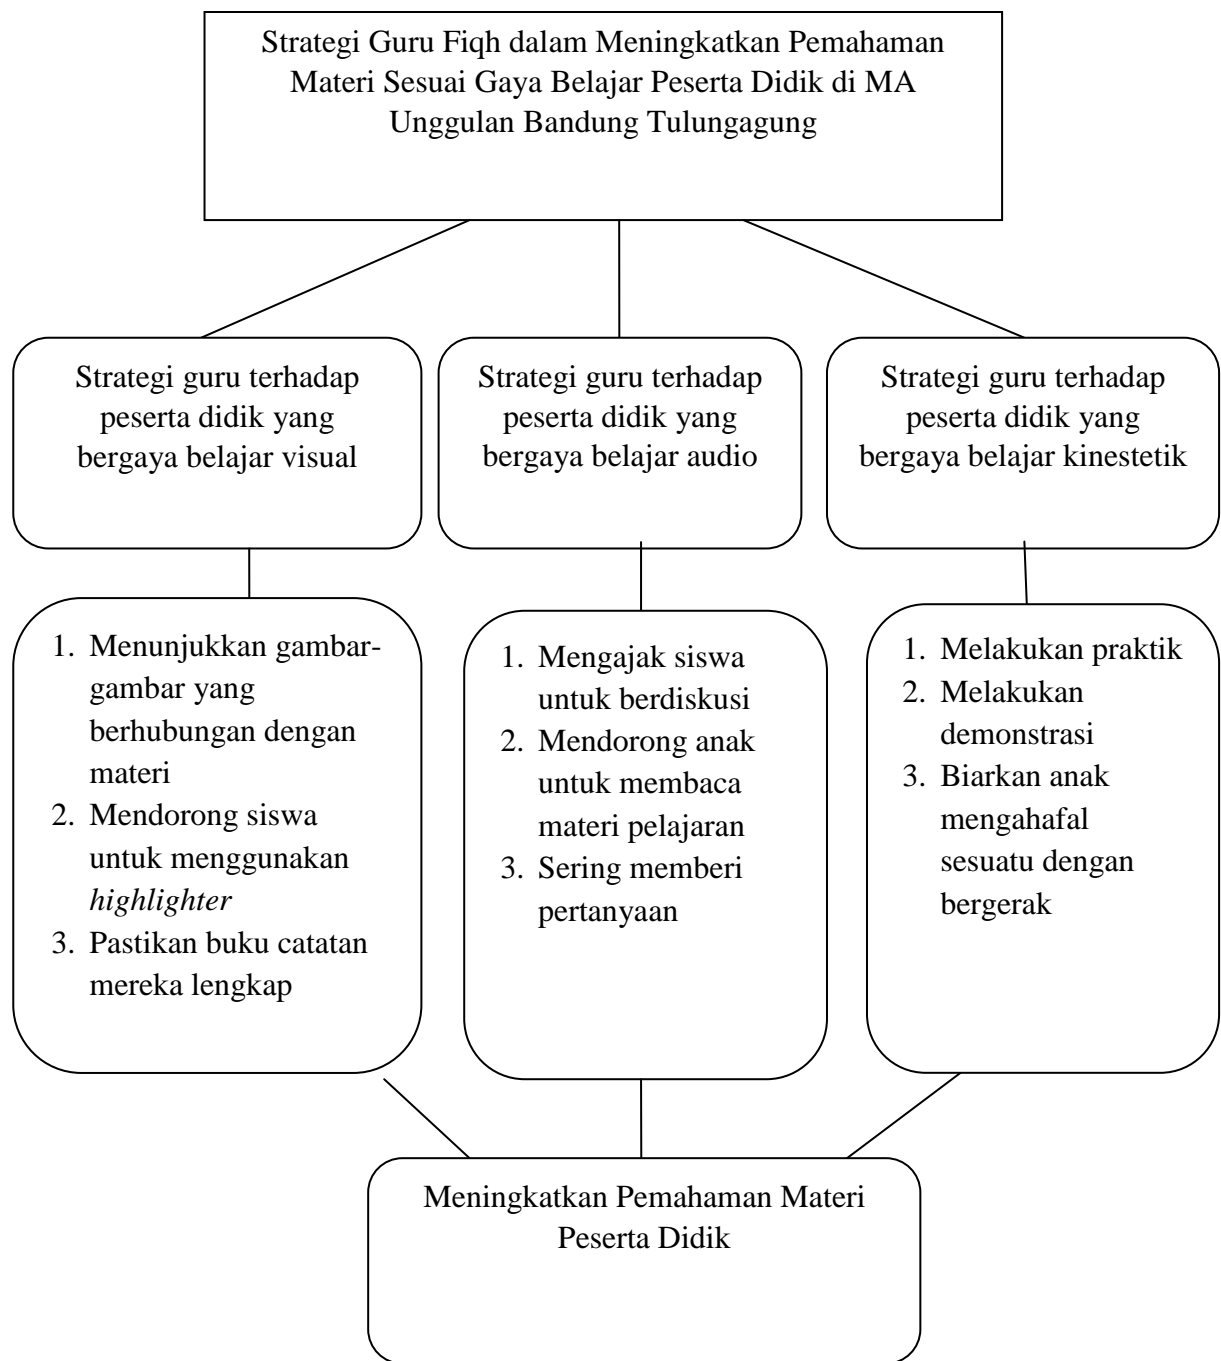 Strategi Guru Fiqh dalam Meningkatkan Pemahaman
Materi Sesuai Gaya Belajar Peserta Didik di MA
Unggulan Bandung Tulungagung
Strategi guru terhadap
peserta didik yang
bergaya belajar visual
Strategi guru terhadap
peserta didik yang
bergaya belajar audio
Strategi guru terhadap
peserta didik yang
bergaya belajar kinestetik
1. Menunjukkan gambar-
gambar yang
berhubungan dengan
materi
2. Mendorong siswa
untuk menggunakan
highlighter
3. Pastikan buku catatan
mereka lengkap
1. Mengajak siswa
untuk berdiskusi
2. Mendorong anak
untuk membaca
materi pelajaran
3. Sering memberi
pertanyaan
1. Melakukan praktik
2. Melakukan
demonstrasi
3. Biarkan anak
mengahafal
sesuatu dengan
bergerak
Meningkatkan Pemahaman Materi
Peserta Didik